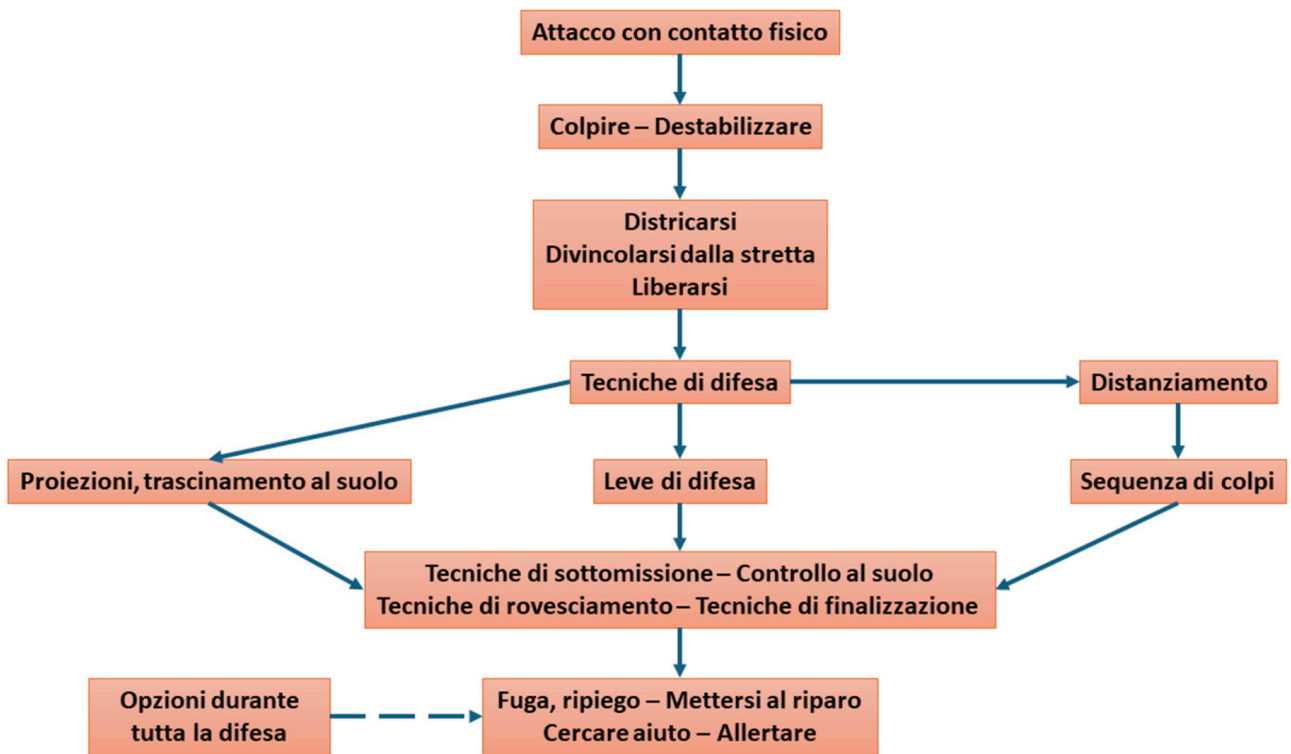 Attacco con contatto fisico
Colpire – Destabilizzare
Districarsi
Divincolarsi dalla stretta
Liberarsi
Tecniche di difesa
Distanziamento
Proiezioni, trascinamento al suolo
Leve di difesa
Sequenza di colpi
Tecniche di sottomissione – Controllo al suolo
Tecniche di rovesciamento – Tecniche di finalizzazione
Opzioni durante
tutta la difesa
Fuga, ripiego – Mettersi al riparo
Cercare aiuto – Allertare